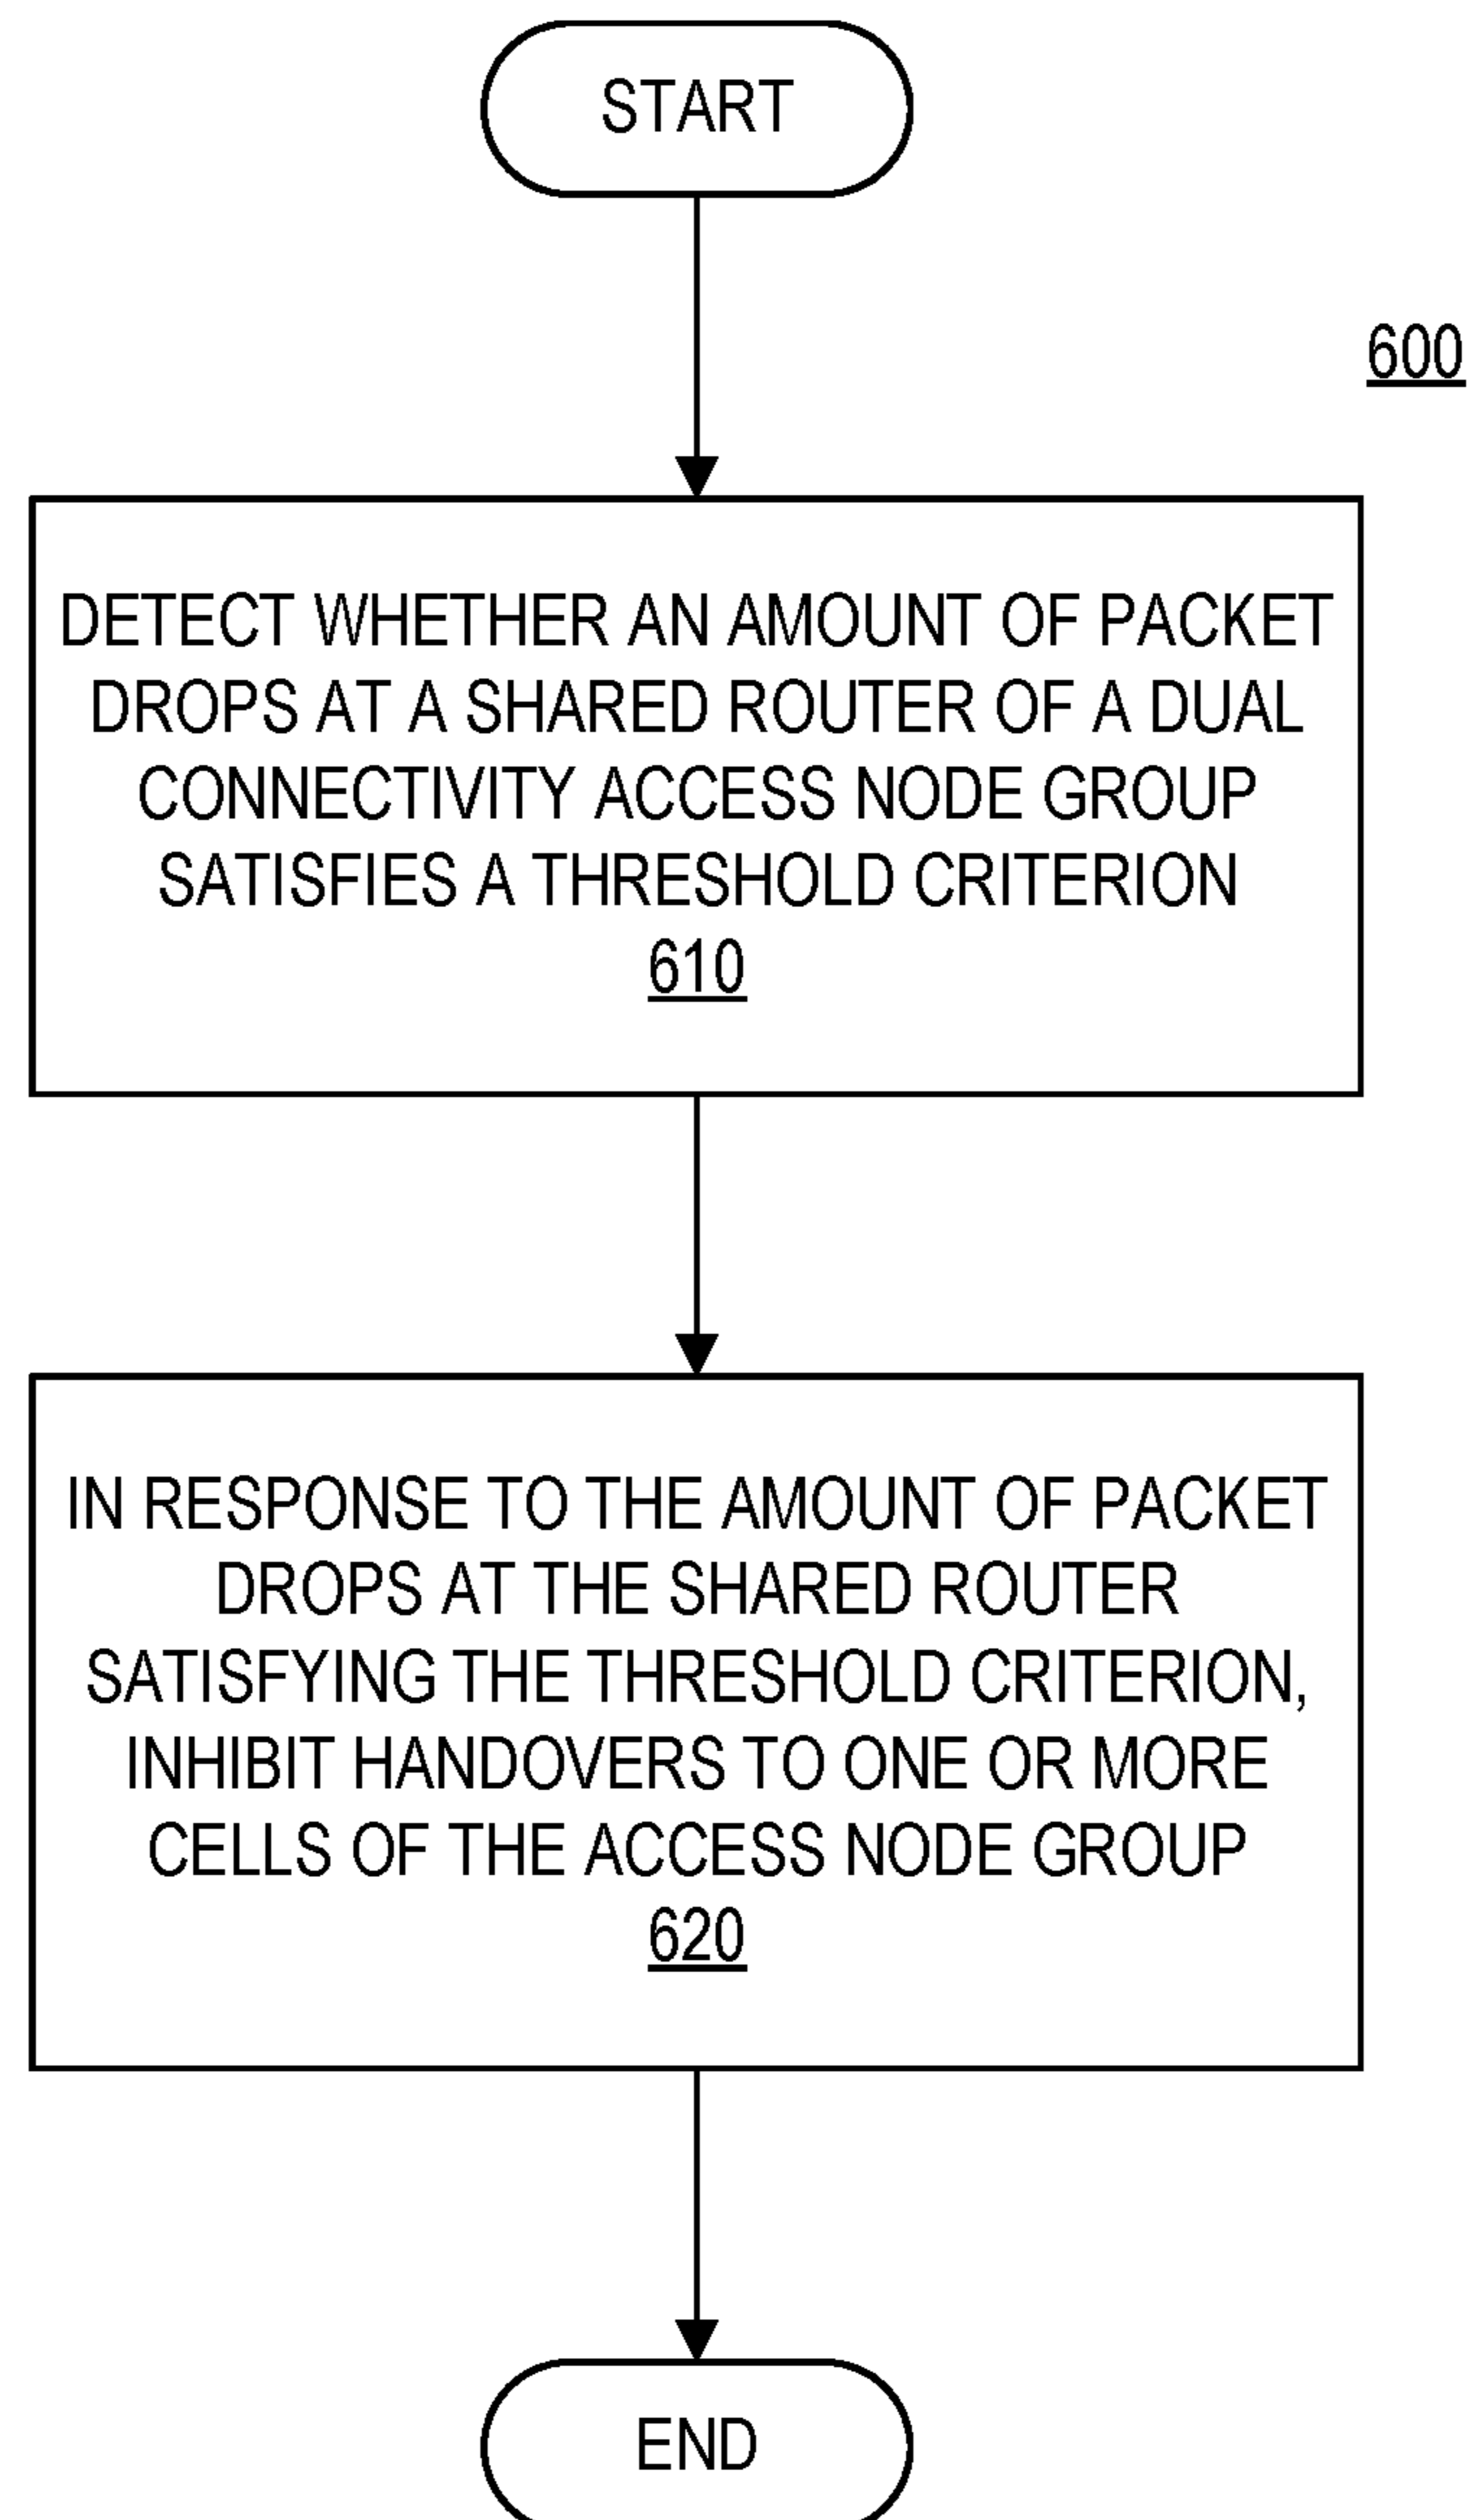 START
600
DETECT WHETHER AN AMOUNT OF PACKET
DROPS AT A SHARED ROUTER OF A DUAL
CONNECTIVITY ACCESS NODE GROUP
SATISFIES A THRESHOLD CRITERION
610
IN RESPONSE TO THE AMOUNT OF PACKET
DROPS AT THE SHARED ROUTER
SATISFYING THE THRESHOLD CRITERION,
INHIBIT HANDOVERS TO ONE OR MORE
CELLS OF THE ACCESS NODE GROUP
620
END